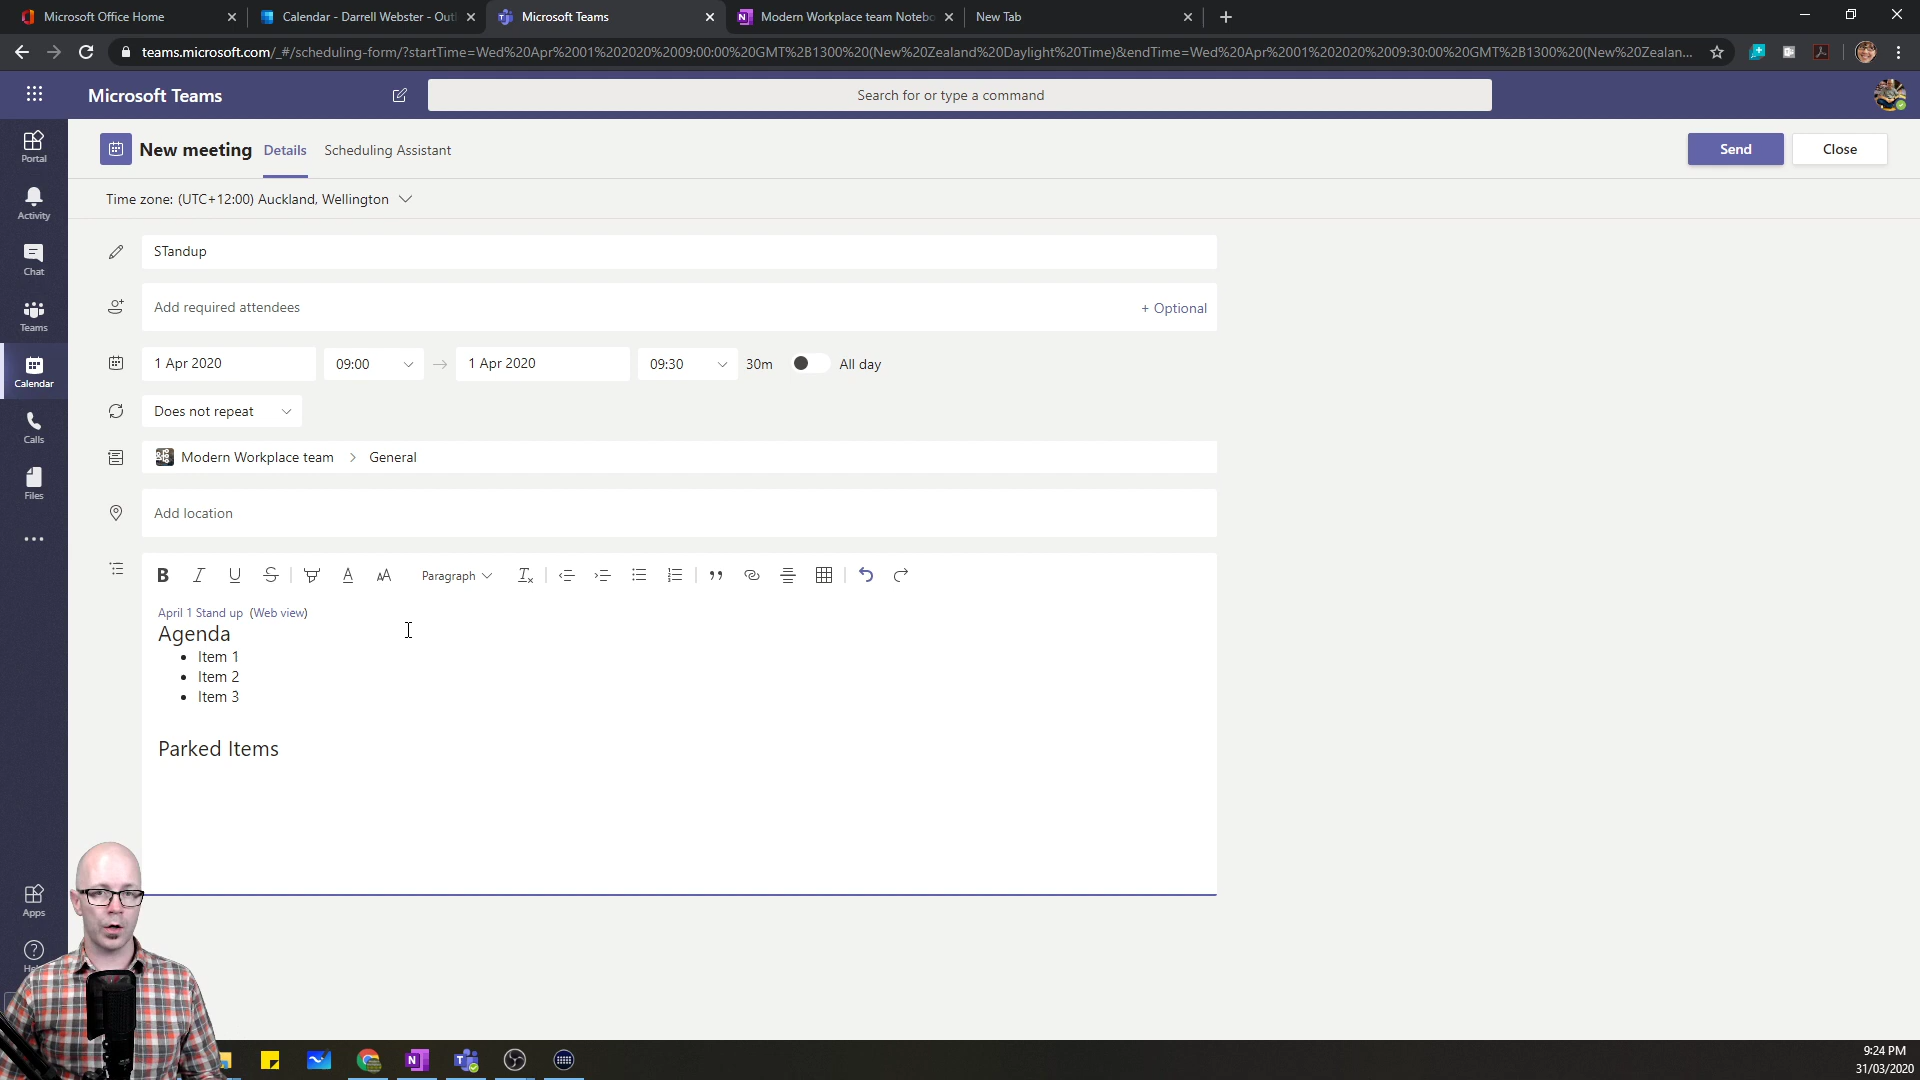 Microsoft Office Home
Calendar - Darrell Webster - Outl
Microsoft Teams
Modern Workplace team Notebo
New Tab
teams.microsoft.com/_#/scheduling-form/?startTime=Wed%20Apr%2001%202020%2009:00:00%20GMT%2B1300%20(New%20Zealand%20Daylight%20Time)&endTime=Wed%20Apr%2001%202020%2009:30:00%20GMT%2B1300%20(New%20Zealan...
Microsoft Teams
Search for or type a command
Portal
Activity
Chat
Teams
Calendar
Calls
Files
Apps
New meeting
Details
Scheduling Assistant
Send
Close
Time zone: (UTC+12:00) Auckland, Wellington
STandup
Add required attendees
+ Optional
1 Apr 2020
09:00
1 Apr 2020
09:30
30m
All day
Does not repeat
Modern Workplace team > General
Add location
Paragraph
April 1 Stand up (Web view)
Agenda
• Item 1
• Item 2
• Item 3
Parked Items
9:24 PM
31/03/2020